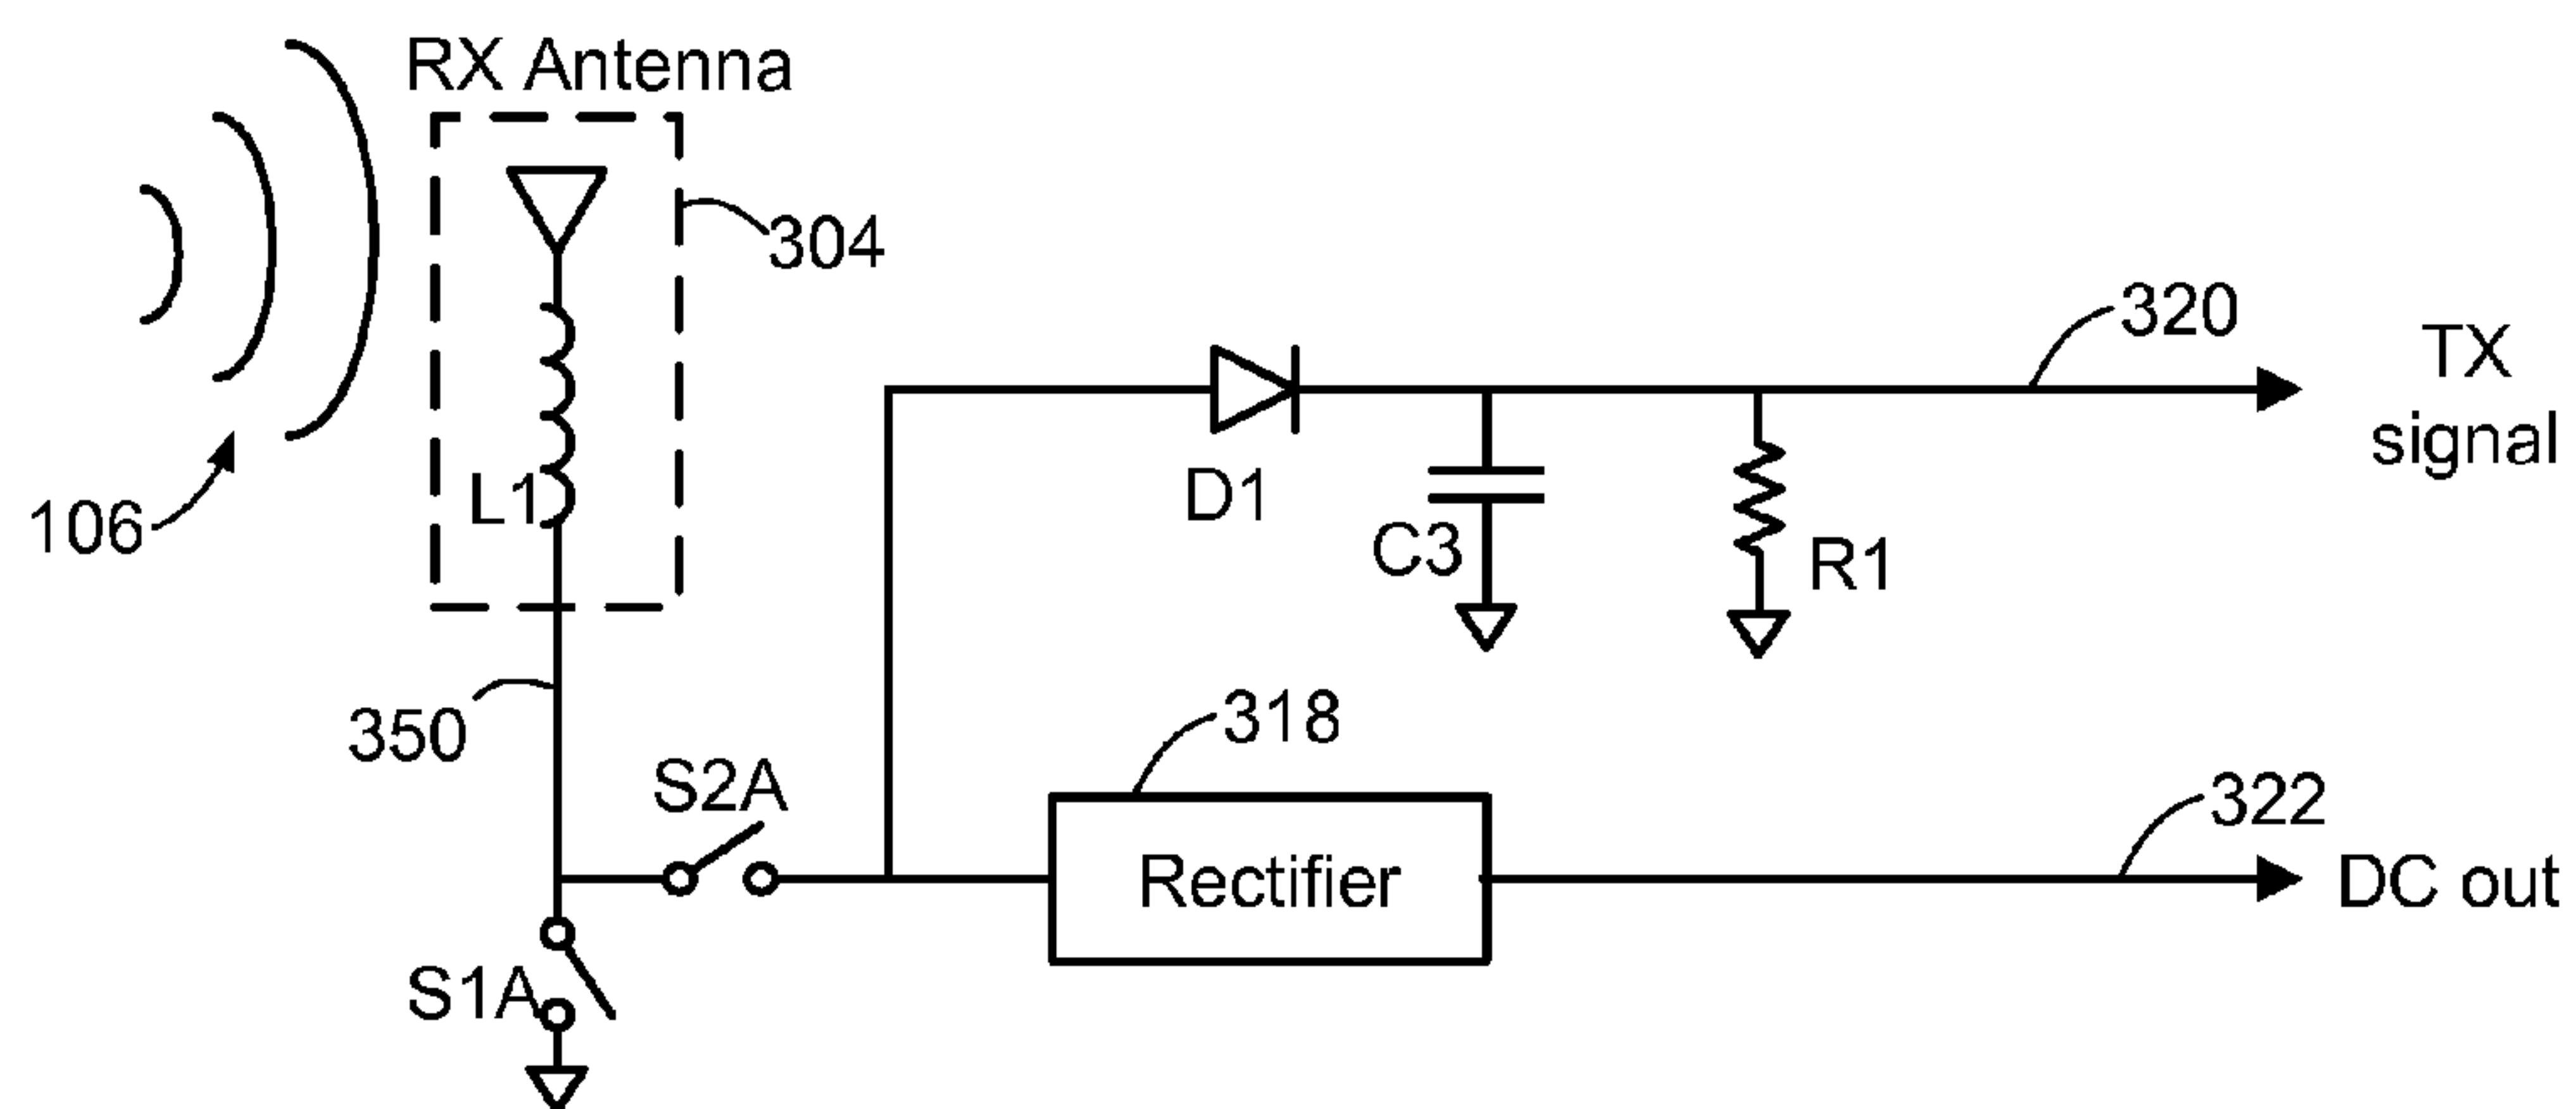 RX Antenna
304
L1
106
350
320
TX
signal
D1
C3
R1
318
S2A
322
Rectifier
DC out
S1A